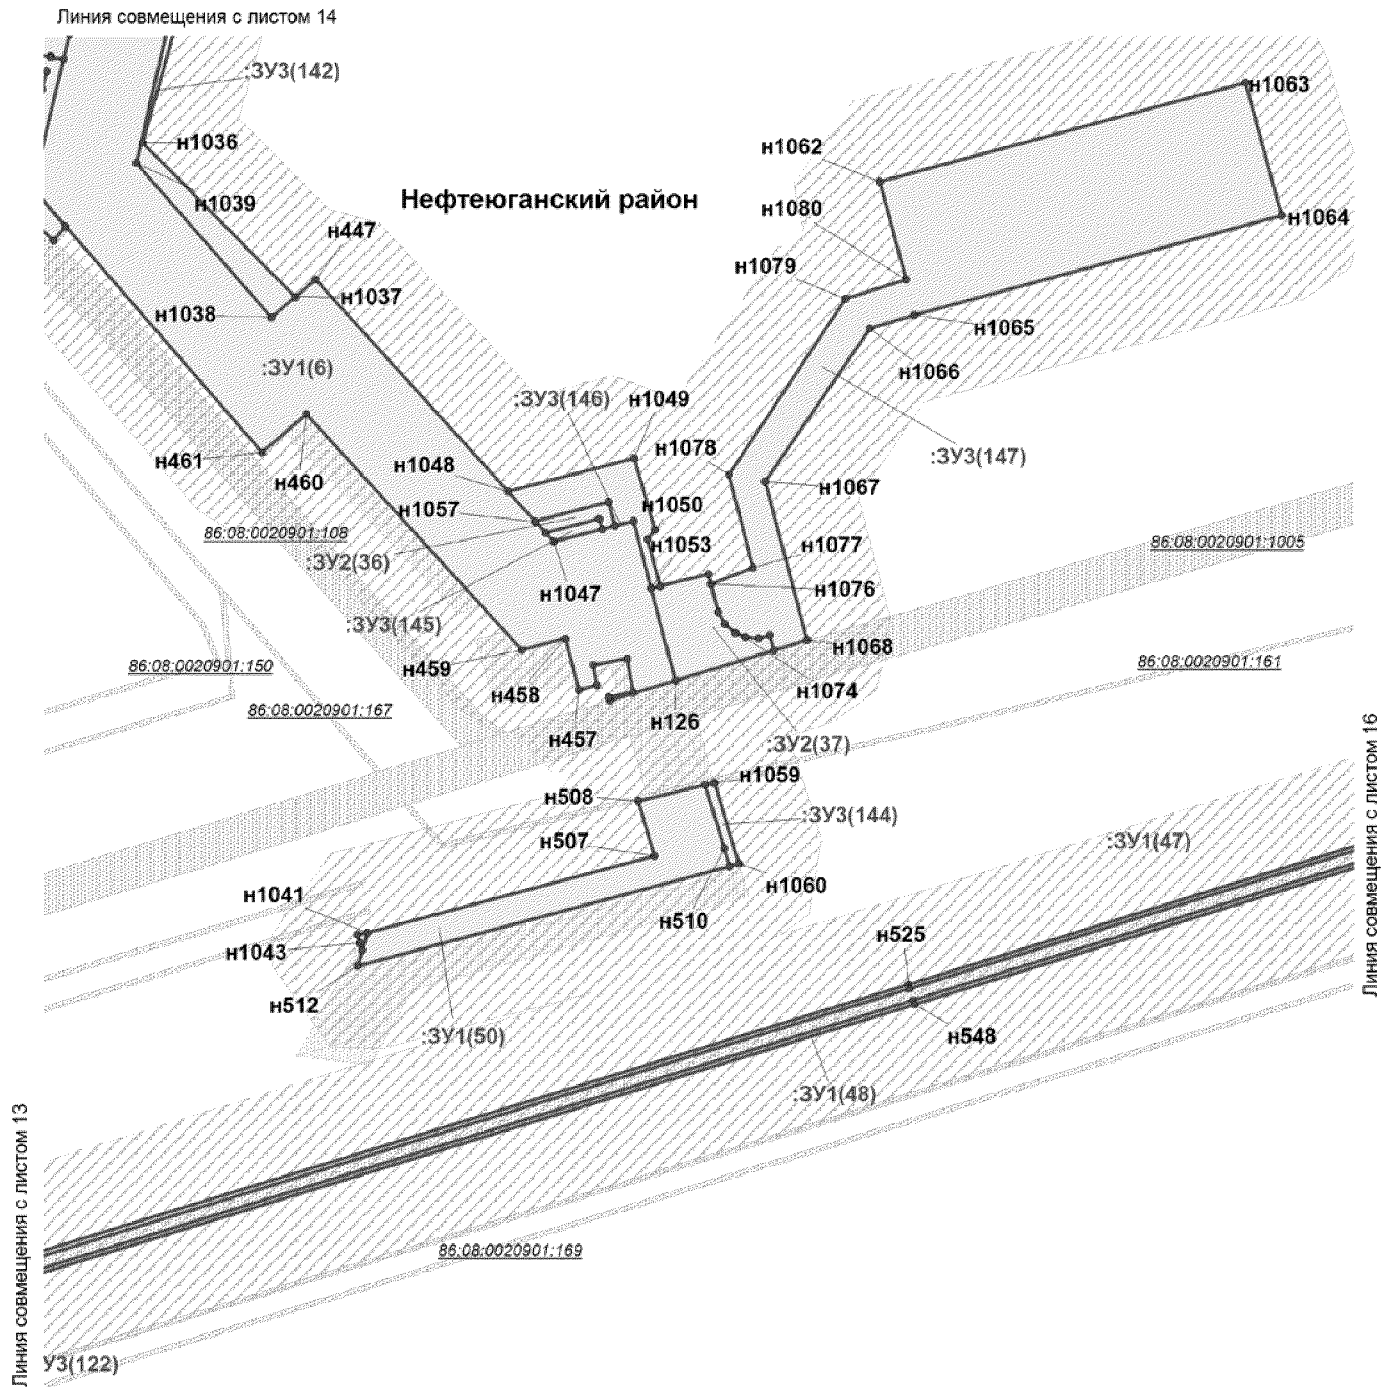 Линия совмещения с листом 14
:ЗУ3(142)
н1063
н1036
н1062
Нефтеюганский район
н1039
н1080
н1064
н447
н1079
н1037
н1038
н1065
:ЗУ1(6)
н1066
:ЗУ3(146)
н1049
н1078
:ЗУ3(147)
н461
н1048
н460
н1067
н1057
н1050
86:08:0020901:108
н1053
86:08:0020901:1005
:ЗУ2(36)
н1077
н1047
н1076
:ЗУ3(145)
н1068
86:08:0020901:150
н459
86:08:0020901:161
н458
н1074
86:08:0020901:167
н126
н457
:ЗУ2(37)
Линия совмещения с листом 16
н1059
н508
:ЗУ3(144)
н507
:ЗУ1(47)
н1060
н1041
н510
н525
н1043
н512
:ЗУ1(50)
н548
:ЗУ1(48)
Линия совмещения с листом 13
86:08:0020901:169
УЗ(122)